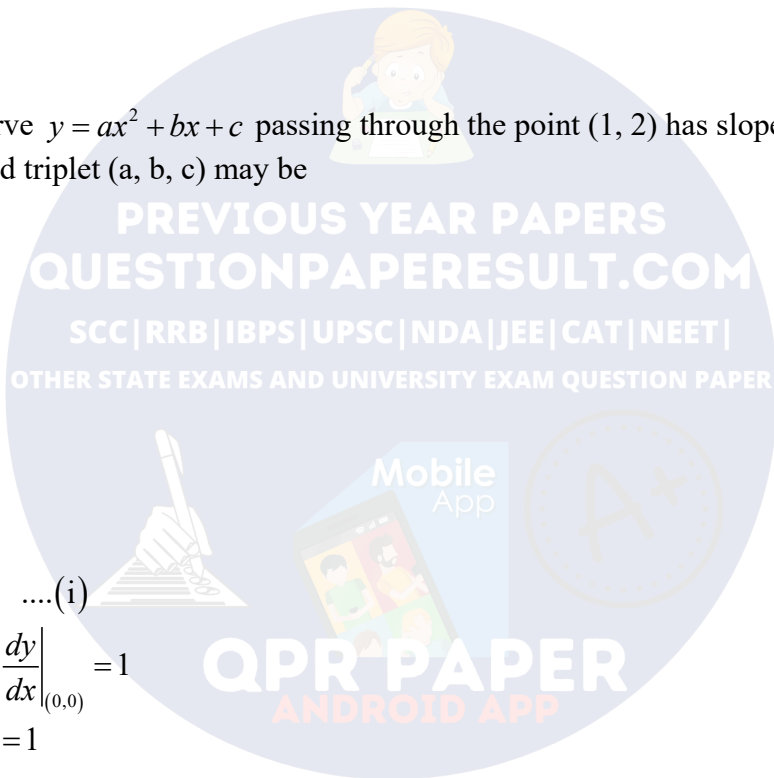 rve y = ax² + bx + c passing through the point (1, 2) has slope
d triplet (a, b, c) may be
PREVIOUS YEAR PAPERS
QUESTIONPAPERESULT.COM
SCC|RRB|IBPS|UPSC|NDA|JEE|CAT|NEET|
OTHER STATE EXAMS AND UNIVERSITY EXAM QUESTION PAPER
Mobile
App
A+
....(i)
dy/dx|(0,0) = 1
= 1
QPR PAPER
ANDROID APP